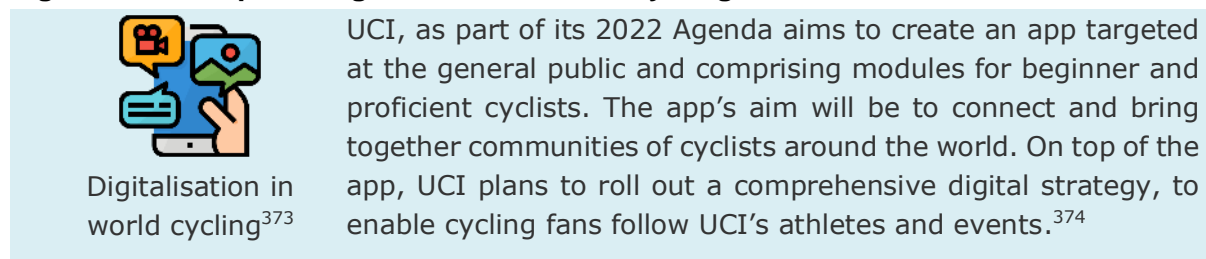 UCI, as part of its 2022 Agenda aims to create an app targeted
at the general public and comprising modules for beginner and
proficient cyclists. The app's aim will be to connect and bring
together communities of cyclists around the world. On top of the
app, UCI plans to roll out a comprehensive digital strategy, to
enable cycling fans follow UCI's athletes and events.374
Digitalisation in
world cycling373